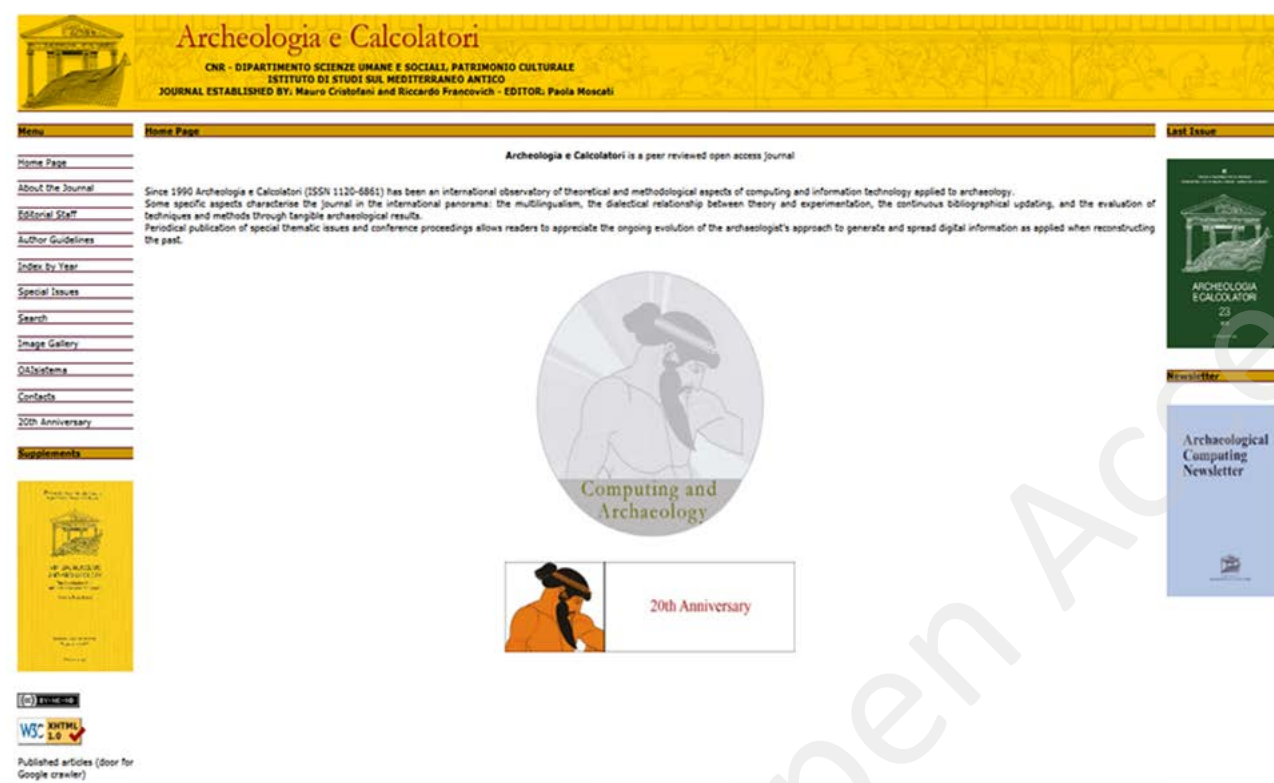 Archeologia e Calcolatori
CNR - DIPARTIMENTO SCIENZE UMANE E SOCIALI, PATRIMONIO CULTURALE
ISTITUTO DI STUDI SUL MEDITERRANEO ANTICO
JOURNAL ESTABLISHED BY: Mauro Cristofani and Riccardo Francovich - EDITOR: Paola Moscati
Menu
Home Page
About the Journal
Editorial Staff
Author Guidelines
Index by Year
Special Issues
Search
Image Gallery
OAIsistema
Contacts
20th Anniversary
Supplements
BY-NC-ND
W3C XHTML 1.0
Published articles (door for
Google crawler)
Home Page
Archeologia e Calcolatori is a peer reviewed open access journal
Since 1990 Archeologia e Calcolatori (ISSN 1120-6861) has been an international observatory of theoretical and methodological aspects of computing and information technology applied to archaeology.
Some specific aspects characterise the journal in the international panorama: the multilingualism, the dialectical relationship between theory and experimentation, the continuous bibliographical updating, and the evaluation of
techniques and methods through tangible archaeological results.
Periodical publication of special thematic issues and conference proceedings allows readers to appreciate the ongoing evolution of the archaeologist's approach to generate and spread digital information as applied when reconstructing
the past.
Computing and
Archaeology
20th Anniversary
Last Issue
ARCHEOLOGIA
E CALCOLATORI
23
Newsletter
Archaeological
Computing
Newsletter
pen Acce